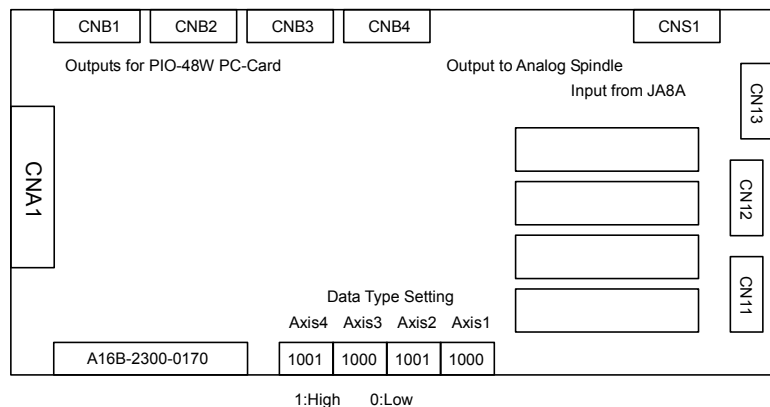 CNB1 CNB2 CNB3 CNB4 CNS1
Outputs for PIO-48W PC-Card
Output to Analog Spindle
Input from JA8A
CN13
CNA1
CN12
CN11
Data Type Setting
Axis4 Axis3 Axis2 Axis1
A16B-2300-0170
1001 1000 1001 1000
1:High 0:Low